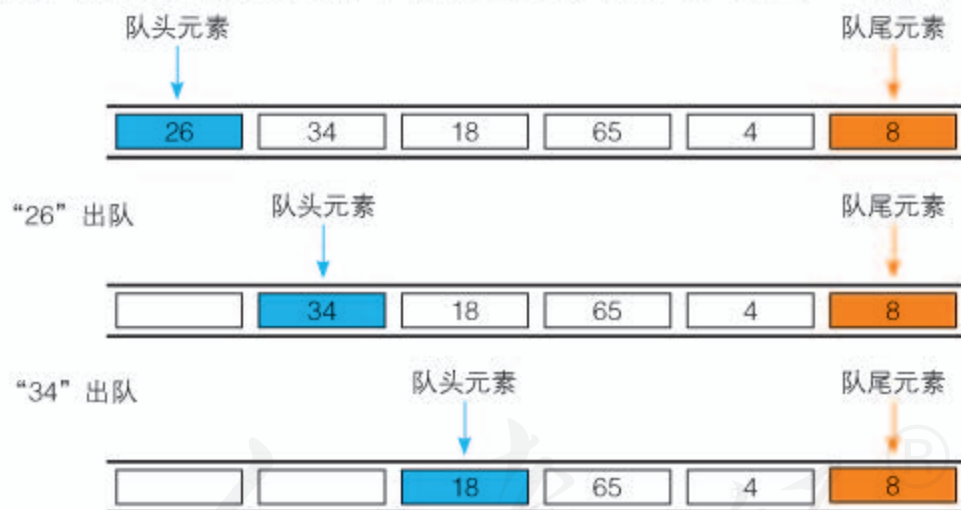 队头元素 队尾元素
26 34 18 65 4 8
“26” 出队 队头元素 队尾元素
34 18 65 4 8
“34” 出队 队头元素 队尾元素
18 65 4 8